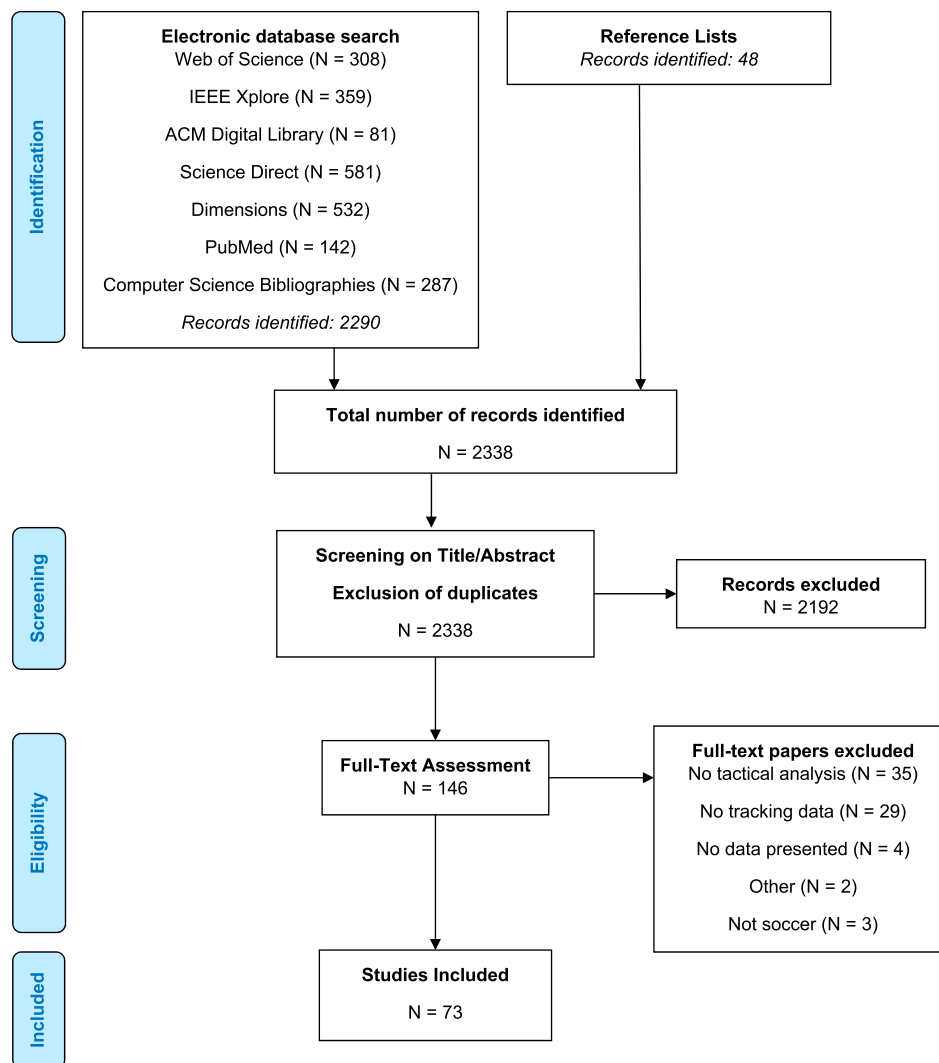 Identification
Electronic database search
Web of Science (N = 308)
IEEE Xplore (N = 359)
ACM Digital Library (N = 81)
Science Direct (N = 581)
Dimensions (N = 532)
PubMed (N = 142)
Computer Science Bibliographies (N = 287)
Records identified: 2290
Reference Lists
Records identified: 48
Total number of records identified
N = 2338
Screening
Screening on Title/Abstract
Exclusion of duplicates
N = 2338
Records excluded
N = 2192
Eligibility
Full-Text Assessment
N = 146
Full-text papers excluded
No tactical analysis (N = 35)
No tracking data (N = 29)
No data presented (N = 4)
Other (N = 2)
Not soccer (N = 3)
Included
Studies Included
N = 73